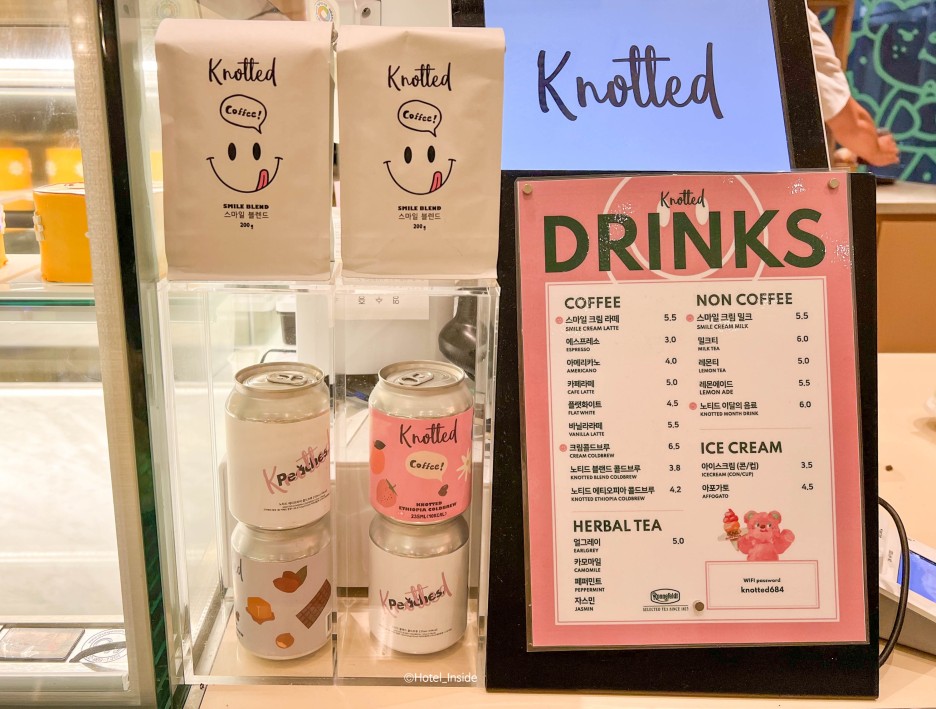 Knotted
Coffee!
SMILE BLEND
스마일 블렌드
200g
Knotted
Coffee!
SMILE BLEND
스마일 블렌드
200g
Knotted
Knotted
DRINKS
COFFEE
스마일 크림 라떼 5.5
SMILE CREAM LATTE
에스프레소 3.0
ESPRESSO
아메리카노 4.0
AMERICANO
카페라떼 5.0
CAFE LATTE
플랫화이트 4.5
FLAT WHITE
바닐라라떼 5.5
VANILLA LATTE
크림콜드브루 6.5
CREAM COLDBREW
노티드 블렌드 콜드브루 3.8
KNOTTED BLEND COLDBREW
노티드 에티오피아 콜드브루 4.2
KNOTTED ETHIOPIA COLDBREW
HERBAL TEA
얼그레이 5.0
EARLGREY
카모마일
CAMOMILE
페퍼민트
PEPPERMINT
자스민
JASMIN
NON COFFEE
스마일 크림 밀크 5.5
SMILE CREAM MILK
밀크티 6.0
MILK TEA
레몬티 5.0
LEMON TEA
레몬에이드 5.5
LEMON ADE
노티드 이달의 음료 6.0
KNOTTED MONTH DRINK
ICE CREAM
아이스크림 (콘/컵) 3.5
ICECREAM (CON/CUP)
아포가토 4.5
AFFOGATO
WIFI password
knotted684
Ronnefeldt
SELECTED TEA SINCE 1823
Knotted
Peaches.
Knotted
Coffee!
KNOTTED
ETHIOPIA COLDBREW
Knotted
Peaches.
©Hotel_Inside